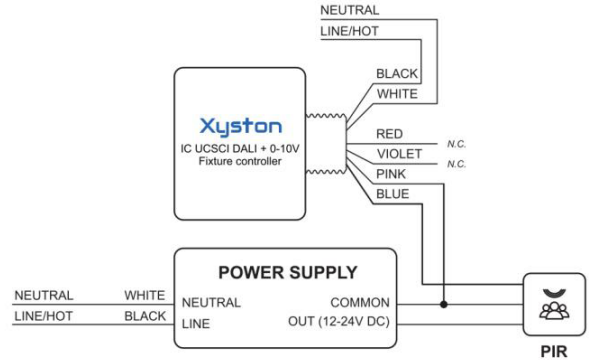 NEUTRAL
LINE/HOT
BLACK
WHITE
Xyston
IC UCSCI DALI + 0-10V
Fixture controller
RED
N.C.
VIOLET
N.C.
PINK
BLUE
POWER SUPPLY
NEUTRAL WHITE NEUTRAL COMMON
LINE/HOT BLACK LINE OUT (12-24V DC)
PIR